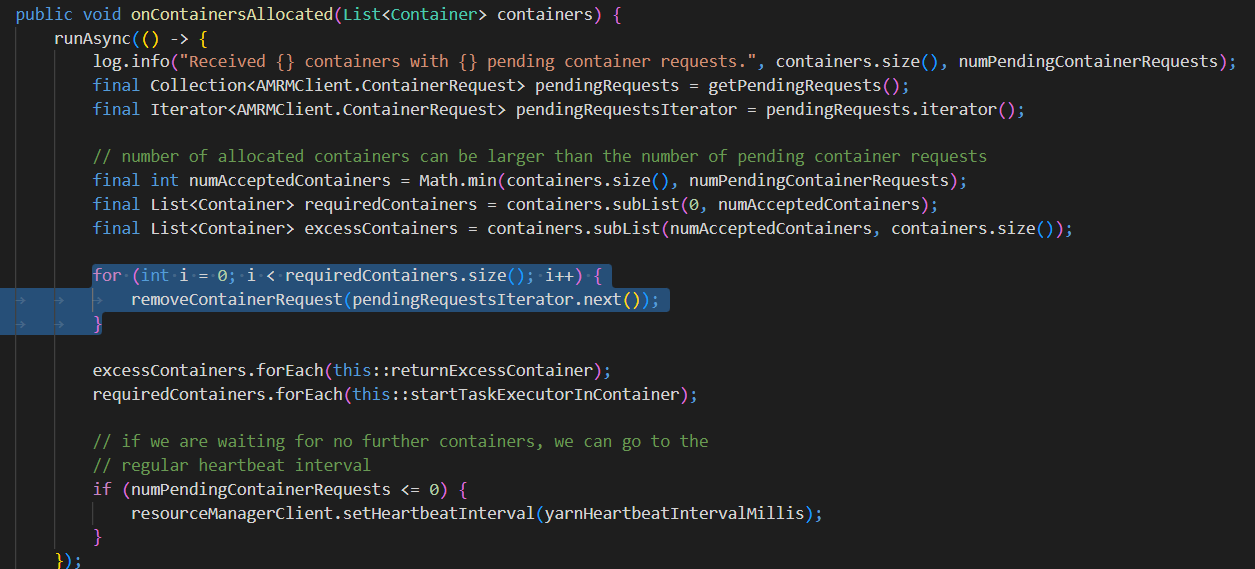 public void onContainersAllocated(List<Container> containers) {
runAsync(() -> {
log.info("Received {} containers with {} pending container requests.", containers.size(), numPendingContainerRequests);
final Collection<AMRMClient.ContainerRequest> pendingRequests = getPendingRequests();
final Iterator<AMRMClient.ContainerRequest> pendingRequestsIterator = pendingRequests.iterator();
// number of allocated containers can be larger than the number of pending container requests
final int numAcceptedContainers = Math.min(containers.size(), numPendingContainerRequests);
final List<Container> requiredContainers = containers.subList(0, numAcceptedContainers);
final List<Container> excessContainers = containers.subList(numAcceptedContainers, containers.size());
for (int i = 0; i < requiredContainers.size(); i++) {
removeContainerRequest(pendingRequestsIterator.next());
}
excessContainers.forEach(this::returnExcessContainer);
requiredContainers.forEach(this::startTaskExecutorInContainer);
// if we are waiting for no further containers, we can go to the
// regular heartbeat interval
if (numPendingContainerRequests <= 0) {
resourceManagerClient.setHeartbeatInterval(yarnHeartbeatIntervalMillis);
}
});